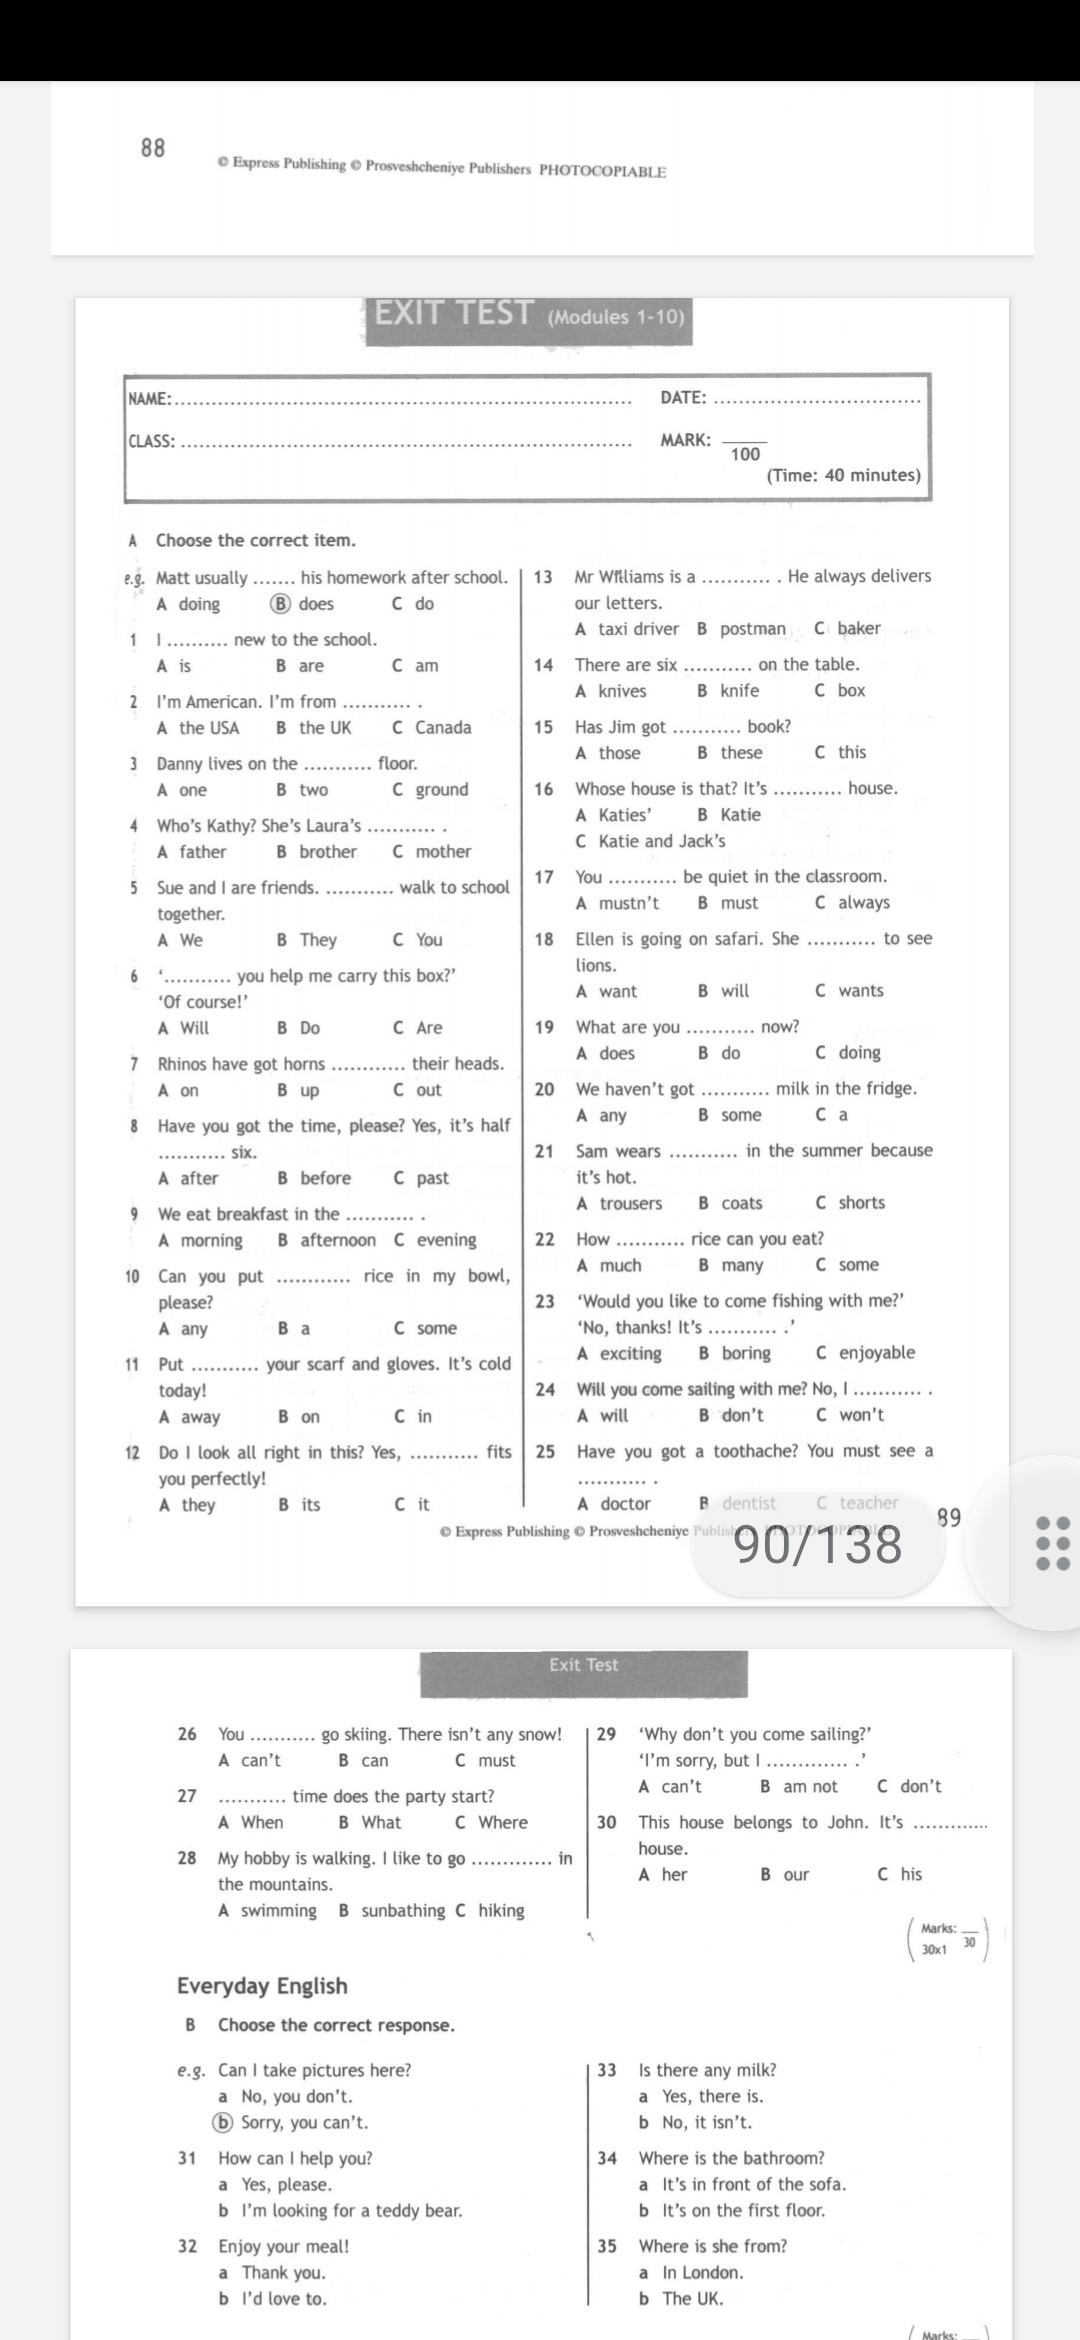 88
© Express Publishing © Prosveshcheniye Publishers PHOTOCOPIABLE
EXIT TEST (Modules 1-10)
NAME:............................................................... DATE: ...............................
CLASS: ............................................................... MARK: ____
100
(Time: 40 minutes)
A Choose the correct item.
e.g. Matt usually ....... his homework after school.
A doing B does C do
1 I .......... new to the school.
A is B are C am
2 I'm American. I'm from ........... .
A the USA B the UK C Canada
3 Danny lives on the ........... floor.
A one B two C ground
4 Who's Kathy? She's Laura's ........... .
A father B brother C mother
5 Sue and I are friends. ........... walk to school
together.
A We B They C You
6 '........... you help me carry this box?'
'Of course!'
A Will B Do C Are
7 Rhinos have got horns ............ their heads.
A on B up C out
8 Have you got the time, please? Yes, it's half
........... six.
A after B before C past
9 We eat breakfast in the ........... .
A morning B afternoon C evening
10 Can you put ............ rice in my bowl,
please?
A any B a C some
11 Put ........... your scarf and gloves. It's cold
today!
A away B on C in
12 Do I look all right in this? Yes, ........... fits
you perfectly!
A they B its C it
13 Mr Williams is a ........... . He always delivers
our letters.
A taxi driver B postman C baker
14 There are six ........... on the table.
A knives B knife C box
15 Has Jim got ........... book?
A those B these C this
16 Whose house is that? It's ........... house.
A Katies' B Katie
C Katie and Jack's
17 You ........... be quiet in the classroom.
A mustn't B must C always
18 Ellen is going on safari. She ........... to see
lions.
A want B will C wants
19 What are you ........... now?
A does B do C doing
20 We haven't got ........... milk in the fridge.
A any B some C a
21 Sam wears ........... in the summer because
it's hot.
A trousers B coats C shorts
22 How ........... rice can you eat?
A much B many C some
23 'Would you like to come fishing with me?'
'No, thanks! It's ........... .'
A exciting B boring C enjoyable
24 Will you come sailing with me? No, I ........... .
A will B don't C won't
25 Have you got a toothache? You must see a
........... .
A doctor B dentist C teacher
© Express Publishing © Prosveshcheniye Publishers PHOTOCOPIABLE
89
90/138
Exit Test
26 You ........... go skiing. There isn't any snow!
A can't B can C must
27 ........... time does the party start?
A When B What C Where
28 My hobby is walking. I like to go ............. in
the mountains.
A swimming B sunbathing C hiking
29 'Why don't you come sailing?'
'I'm sorry, but I ............. .'
A can't B am not C don't
30 This house belongs to John. It's .............
house.
A her B our C his
Marks: __
30x1 30
Everyday English
B Choose the correct response.
e.g. Can I take pictures here?
a No, you don't.
b Sorry, you can't.
31 How can I help you?
a Yes, please.
b I'm looking for a teddy bear.
32 Enjoy your meal!
a Thank you.
b I'd love to.
33 Is there any milk?
a Yes, there is.
b No, it isn't.
34 Where is the bathroom?
a It's in front of the sofa.
b It's on the first floor.
35 Where is she from?
a In London.
b The UK.
Marks: